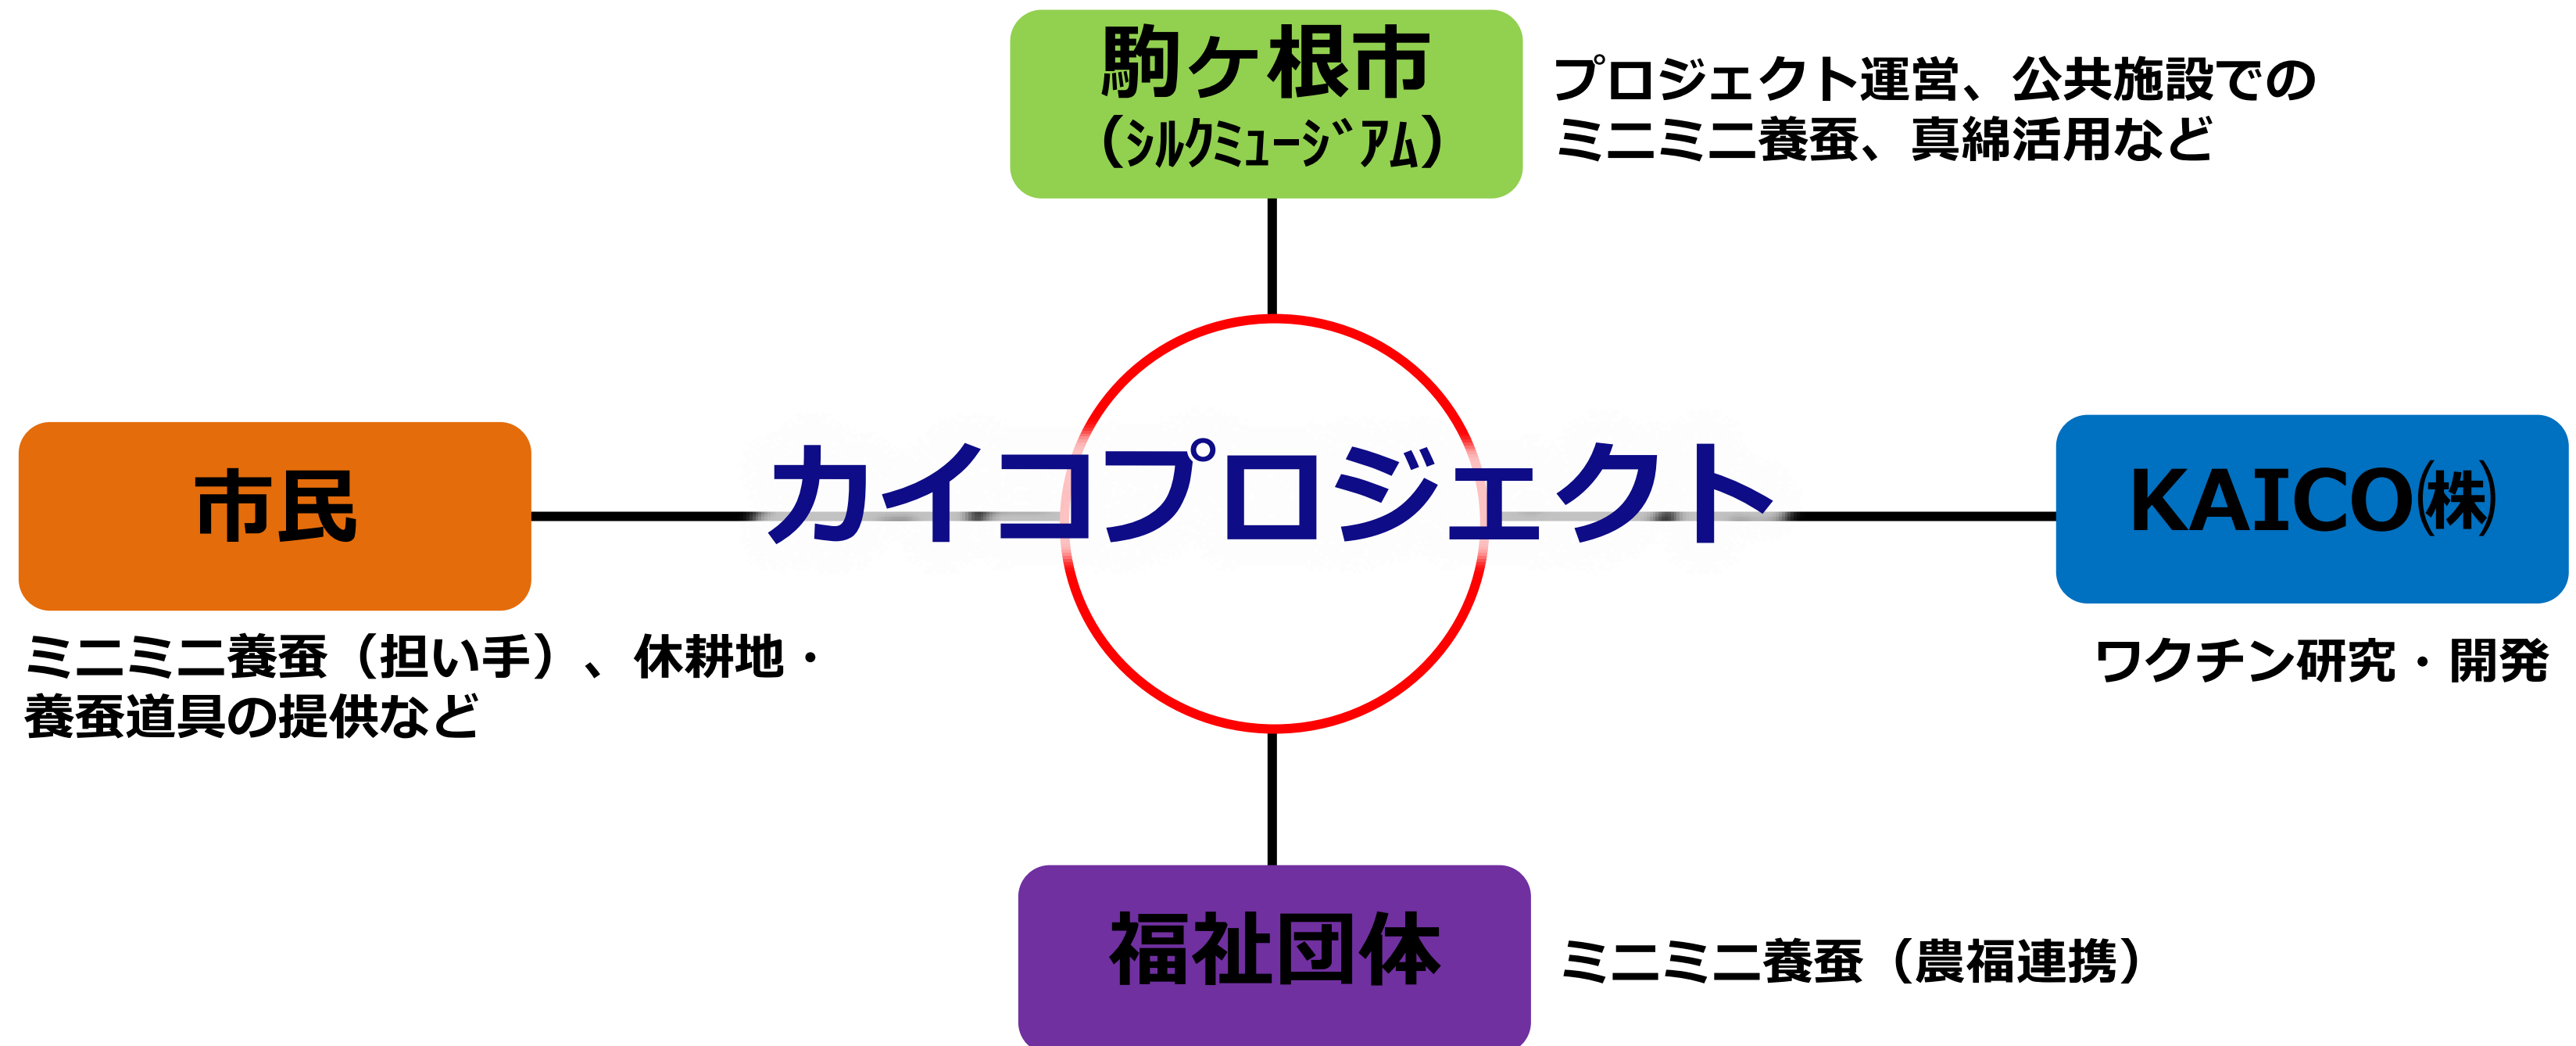 駒ケ根市
（ｼﾙｸﾐｭｰｼﾞｱﾑ）
プロジェクト運営、公共施設での
ミニミニ養蚕、真綿活用など
カイコプロジェクト
市民
KAICO㈱
ミニミニ養蚕（担い手）、休耕地・
養蚕道具の提供など
ワクチン研究・開発
福祉団体
ミニミニ養蚕（農福連携）